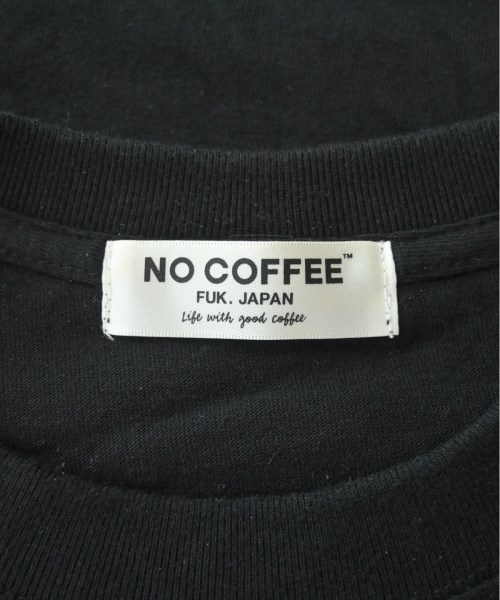 NO COFFEE™
FUK. JAPAN
Life with good coffee